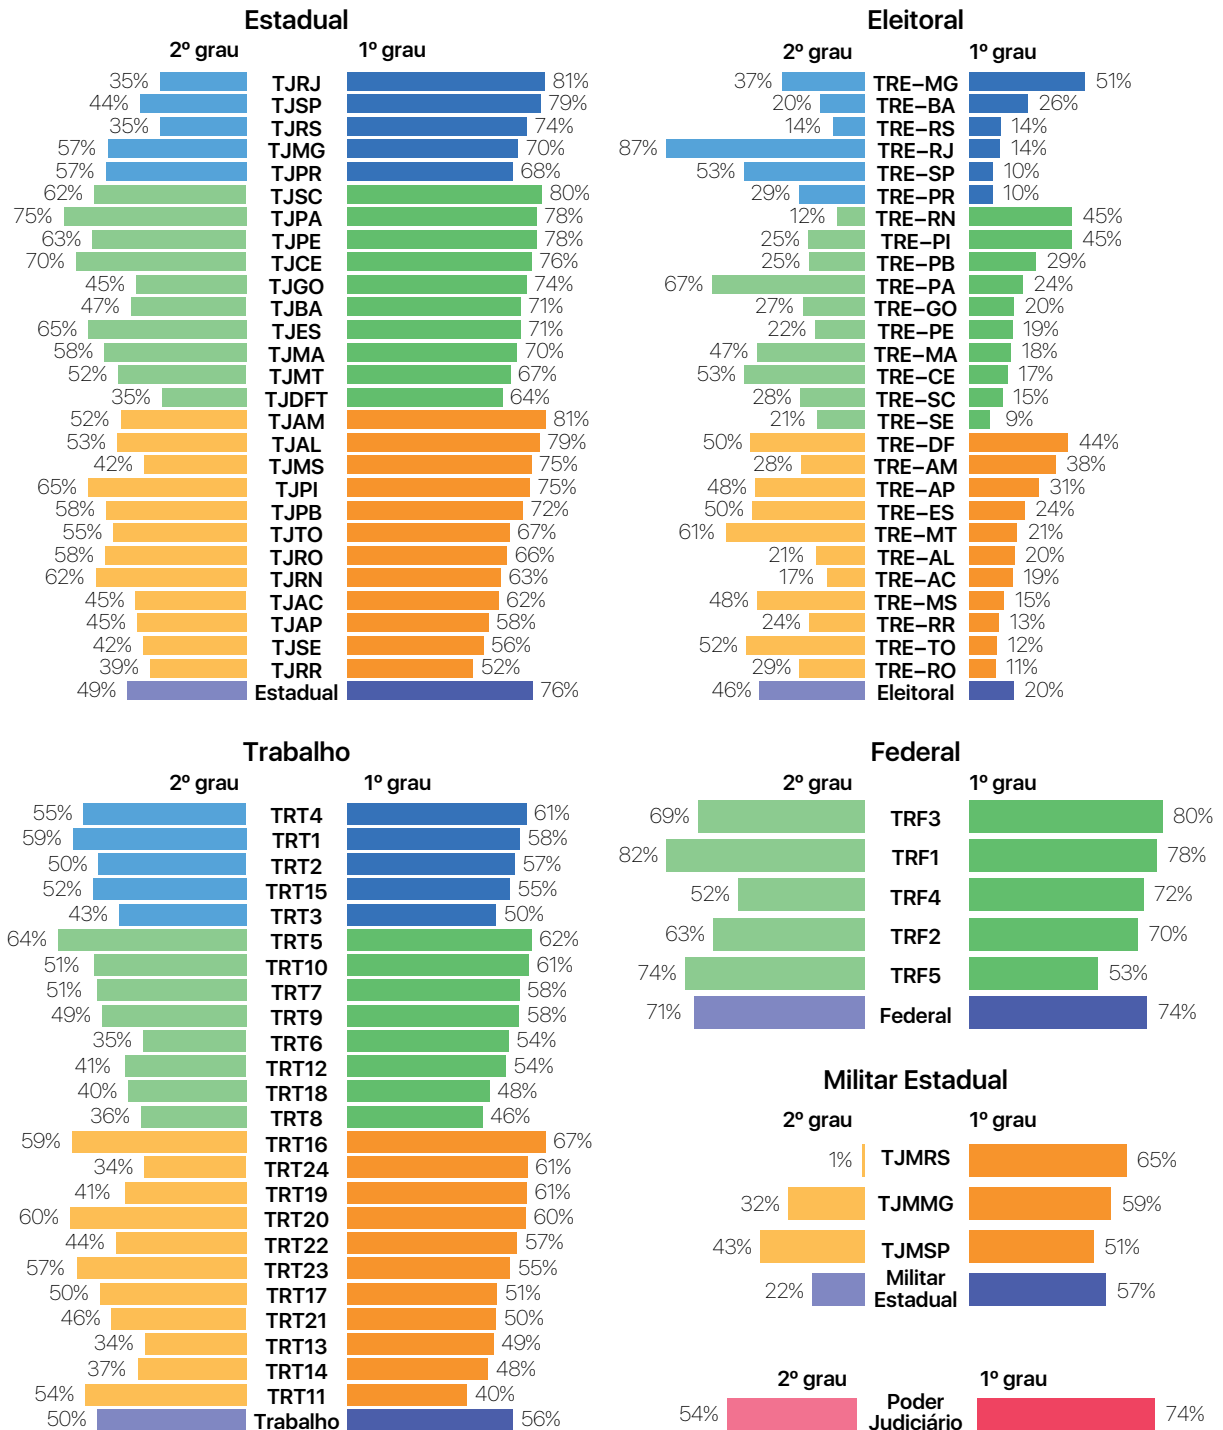 Estadual
2º grau 1º grau
35% TJRJ 81%
44% TJSP 79%
35% TJRS 74%
57% TJMG 70%
57% TJPR 68%
62% TJSC 80%
75% TJPA 78%
63% TJPE 78%
70% TJCE 76%
45% TJGO 74%
47% TJBA 71%
65% TJES 71%
58% TJMA 70%
52% TJMT 67%
35% TJDFT 64%
52% TJAM 81%
53% TJAL 79%
42% TJMS 75%
65% TJPI 75%
58% TJPB 72%
55% TJTO 67%
58% TJRO 66%
62% TJRN 63%
45% TJAC 62%
45% TJAP 58%
42% TJSE 56%
39% TJRR 52%
49% Estadual 76%
Eleitoral
2º grau 1º grau
37% TRE–MG 51%
20% TRE–BA 26%
14% TRE–RS 14%
87% TRE–RJ 14%
53% TRE–SP 10%
29% TRE–PR 10%
12% TRE–RN 45%
25% TRE–PI 45%
25% TRE–PB 29%
67% TRE–PA 24%
27% TRE–GO 20%
22% TRE–PE 19%
47% TRE–MA 18%
53% TRE–CE 17%
28% TRE–SC 15%
21% TRE–SE 9%
50% TRE–DF 44%
28% TRE–AM 38%
48% TRE–AP 31%
50% TRE–ES 24%
61% TRE–MT 21%
21% TRE–AL 20%
17% TRE–AC 19%
48% TRE–MS 15%
24% TRE–RR 13%
52% TRE–TO 12%
29% TRE–RO 11%
46% Eleitoral 20%
Trabalho
2º grau 1º grau
55% TRT4 61%
59% TRT1 58%
50% TRT2 57%
52% TRT15 55%
43% TRT3 50%
64% TRT5 62%
51% TRT10 61%
51% TRT7 58%
49% TRT9 58%
35% TRT6 54%
41% TRT12 54%
40% TRT18 48%
36% TRT8 46%
59% TRT16 67%
34% TRT24 61%
41% TRT19 61%
60% TRT20 60%
44% TRT22 57%
57% TRT23 55%
50% TRT17 51%
46% TRT21 50%
34% TRT13 49%
37% TRT14 48%
54% TRT11 40%
50% Trabalho 56%
Federal
2º grau 1º grau
69% TRF3 80%
82% TRF1 78%
52% TRF4 72%
63% TRF2 70%
74% TRF5 53%
71% Federal 74%
Militar Estadual
2º grau 1º grau
1% TJMRS 65%
32% TJMMG 59%
43% TJMSP 51%
Militar
22% Estadual 57%
2º grau 1º grau
Poder
54% Judiciário 74%